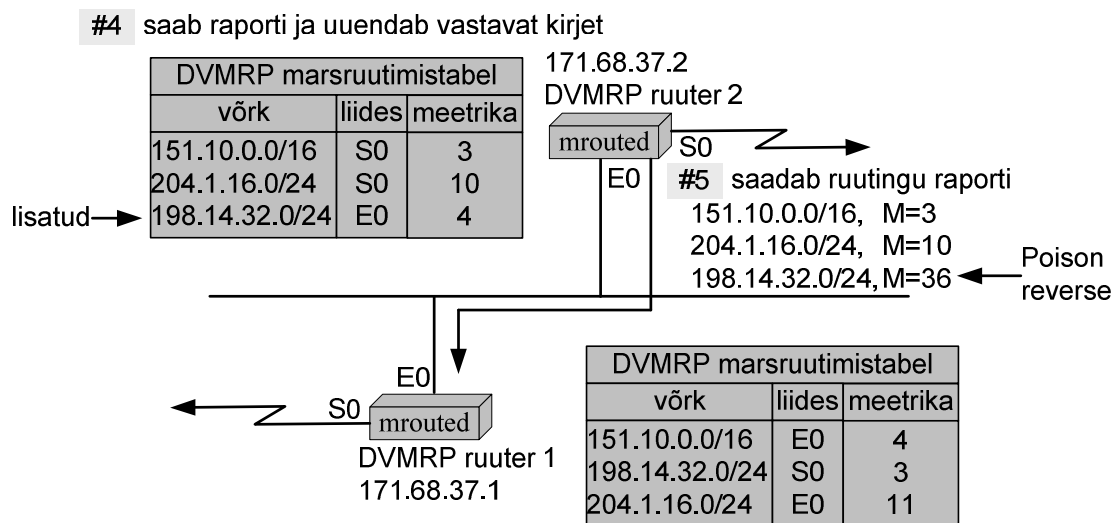 #4 saab raporti ja uuendab vastavat kirjet
DVMRP marsruutimistabel
võrk liides meetrika
151.10.0.0/16 S0 3
204.1.16.0/24 S0 10
198.14.32.0/24 E0 4
lisatud
171.68.37.2
DVMRP ruuter 2
mrouted
S0
E0
#5 saadab ruutingu raporti
151.10.0.0/16, M=3
204.1.16.0/24, M=10
198.14.32.0/24, M=36
Poison
reverse
E0
S0
mrouted
DVMRP ruuter 1
171.68.37.1
DVMRP marsruutimistabel
võrk liides meetrika
151.10.0.0/16 E0 4
198.14.32.0/24 S0 3
204.1.16.0/24 E0 11